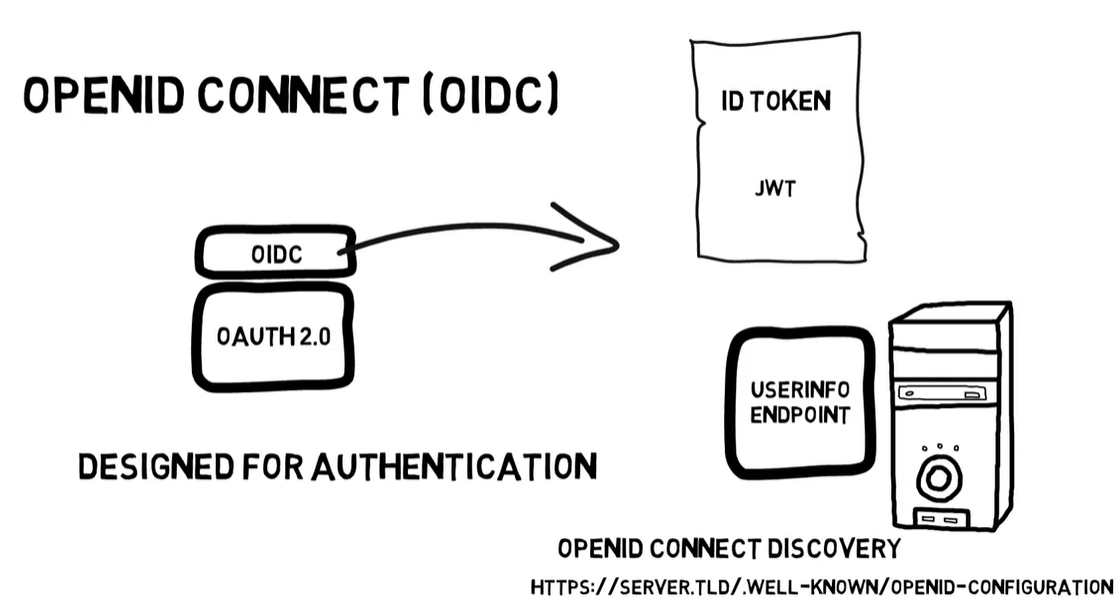 OPENID CONNECT (OIDC)
ID TOKEN
JWT
OIDC
OAUTH 2.0
USERINFO
ENDPOINT
DESIGNED FOR AUTHENTICATION
OPENID CONNECT DISCOVERY
HTTPS://SERVER.TLD/.WELL-KNOWN/OPENID-CONFIGURATION